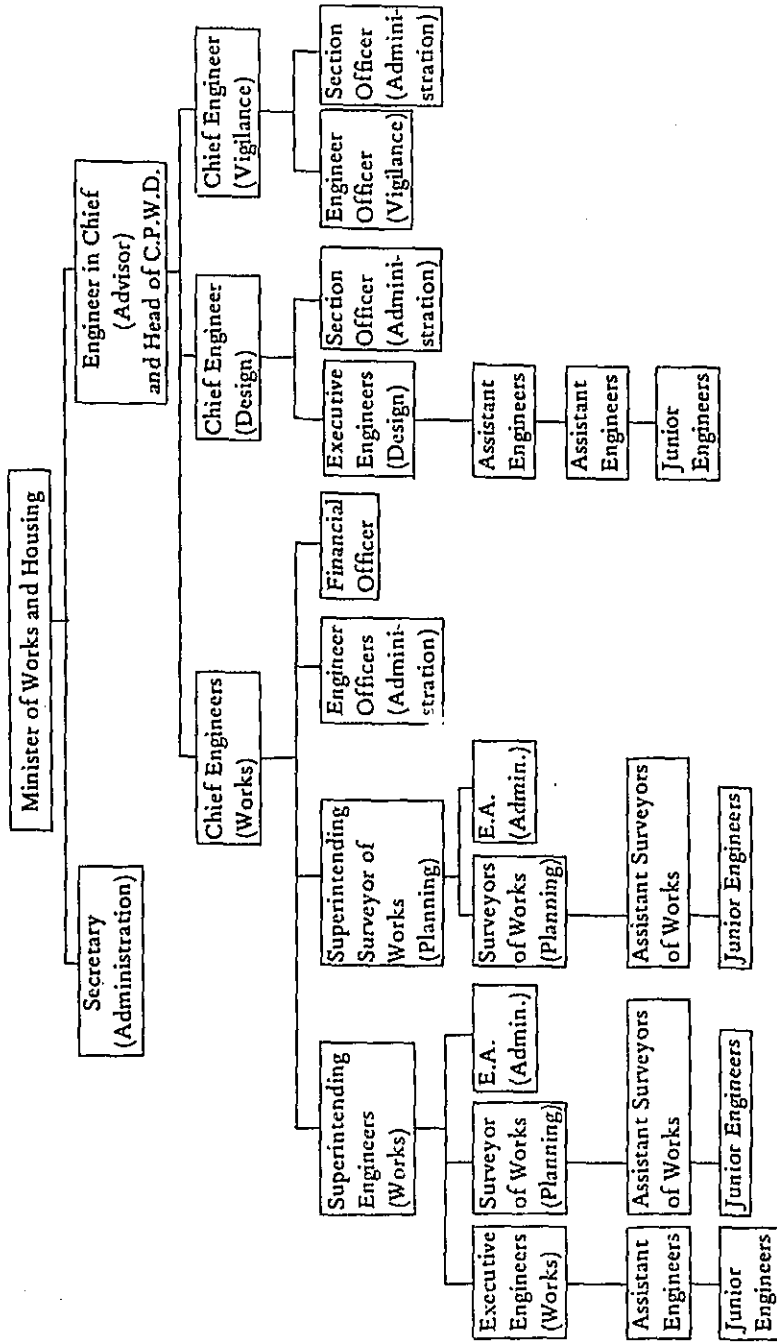 Minister of Works and Housing
Secretary
(Administration)
Engineer in Chief
(Advisor)
and Head of C.P.W.D.
Chief Engineers
(Works)
Chief Engineer
(Design)
Chief Engineer
(Vigilance)
Superintending
Engineers
(Works)
Superintending
Surveyor of
Works
(Planning)
Engineer
Officers
(Admini-
stration)
Financial
Officer
Executive
Engineers
(Design)
Section
Officer
(Admini-
stration)
Engineer
Officer
(Vigilance)
Section
Officer
(Admini-
stration)
Executive
Engineers
(Works)
Surveyor
of Works
(Planning)
E.A.
(Admin.)
Surveyors
of Works
(Planning)
E.A.
(Admin.)
Assistant
Engineers
Assistant
Engineers
Assistant Surveyors
of Works
Assistant Surveyors
of Works
Assistant
Engineers
Junior
Engineers
Junior Engineers
Junior Engineers
Junior
Engineers